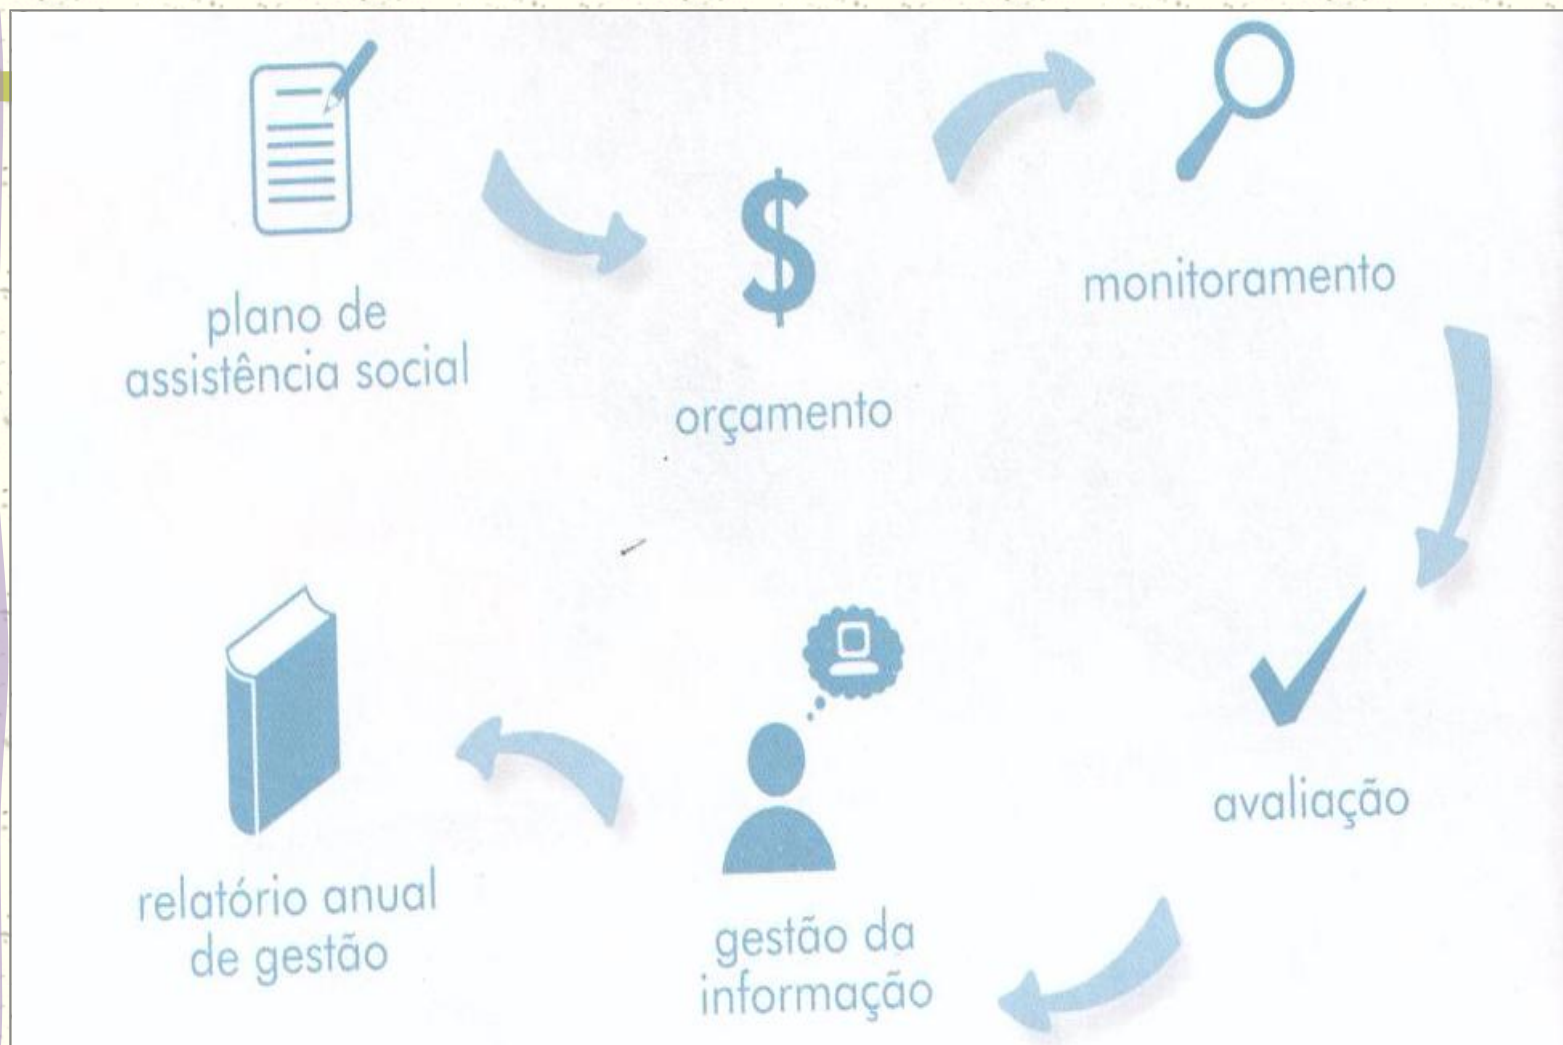 plano de
assistência social
orçamento
monitoramento
avaliação
gestão da
informação
relatório anual
de gestão